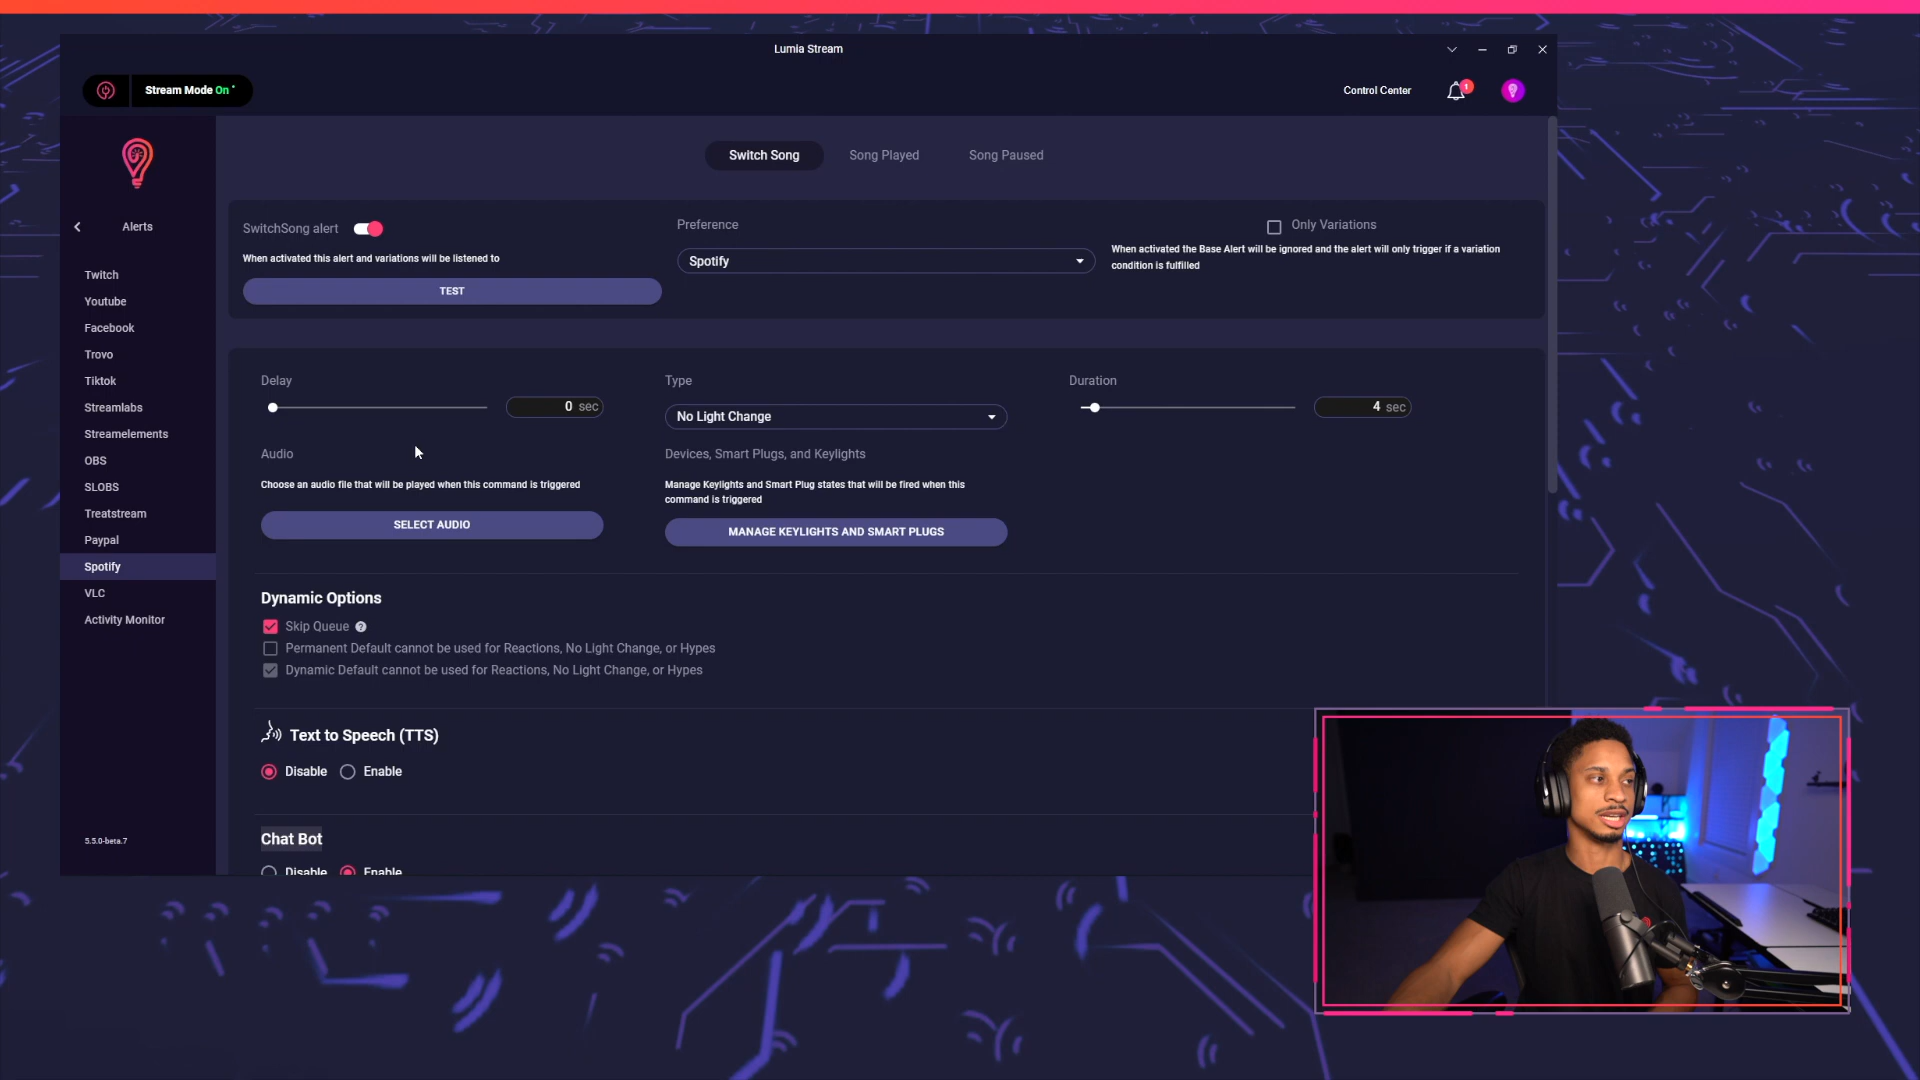 Lumia Stream
Stream Mode On
Control Center
1
Switch Song
Song Played
Song Paused
Alerts
Twitch
Youtube
Facebook
Trovo
Tiktok
Streamlabs
Streamelements
OBS
SLOBS
Treatstream
Paypal
Spotify
VLC
Activity Monitor
5.5.0-beta.7
SwitchSong alert
When activated this alert and variations will be listened to
TEST
Preference
Spotify
Only Variations
When activated the Base Alert will be ignored and the alert will only trigger if a variation
condition is fulfilled
Delay
0 sec
Type
No Light Change
Duration
4 sec
Audio
Choose an audio file that will be played when this command is triggered
SELECT AUDIO
Devices, Smart Plugs, and Keylights
Manage Keylights and Smart Plug states that will be fired when this
command is triggered
MANAGE KEYLIGHTS AND SMART PLUGS
Dynamic Options
Skip Queue ?
Permanent Default cannot be used for Reactions, No Light Change, or Hypes
Dynamic Default cannot be used for Reactions, No Light Change, or Hypes
Text to Speech (TTS)
Disable Enable
Chat Bot
Disable Enable